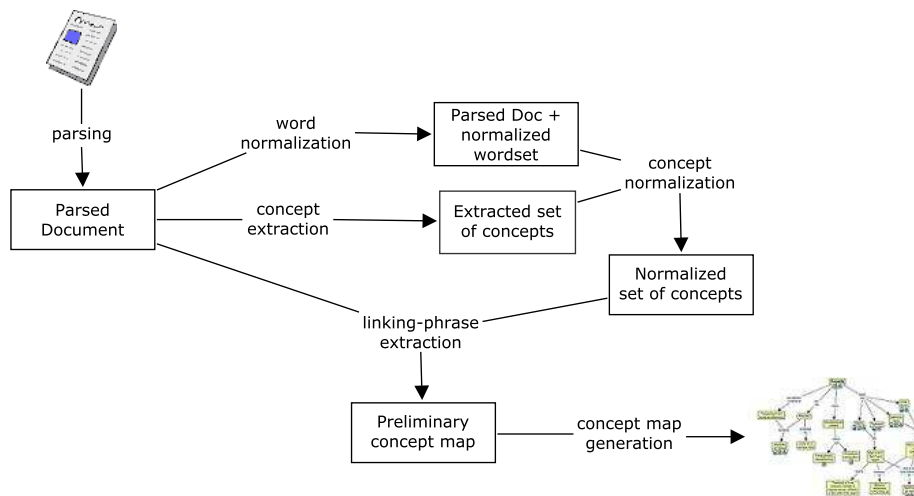 parsing
word
normalization
Parsed Doc +
normalized
wordset
concept
normalization
Parsed
Document
concept
extraction
Extracted set
of concepts
Normalized
set of concepts
linking-phrase
extraction
Preliminary
concept map
concept map
generation